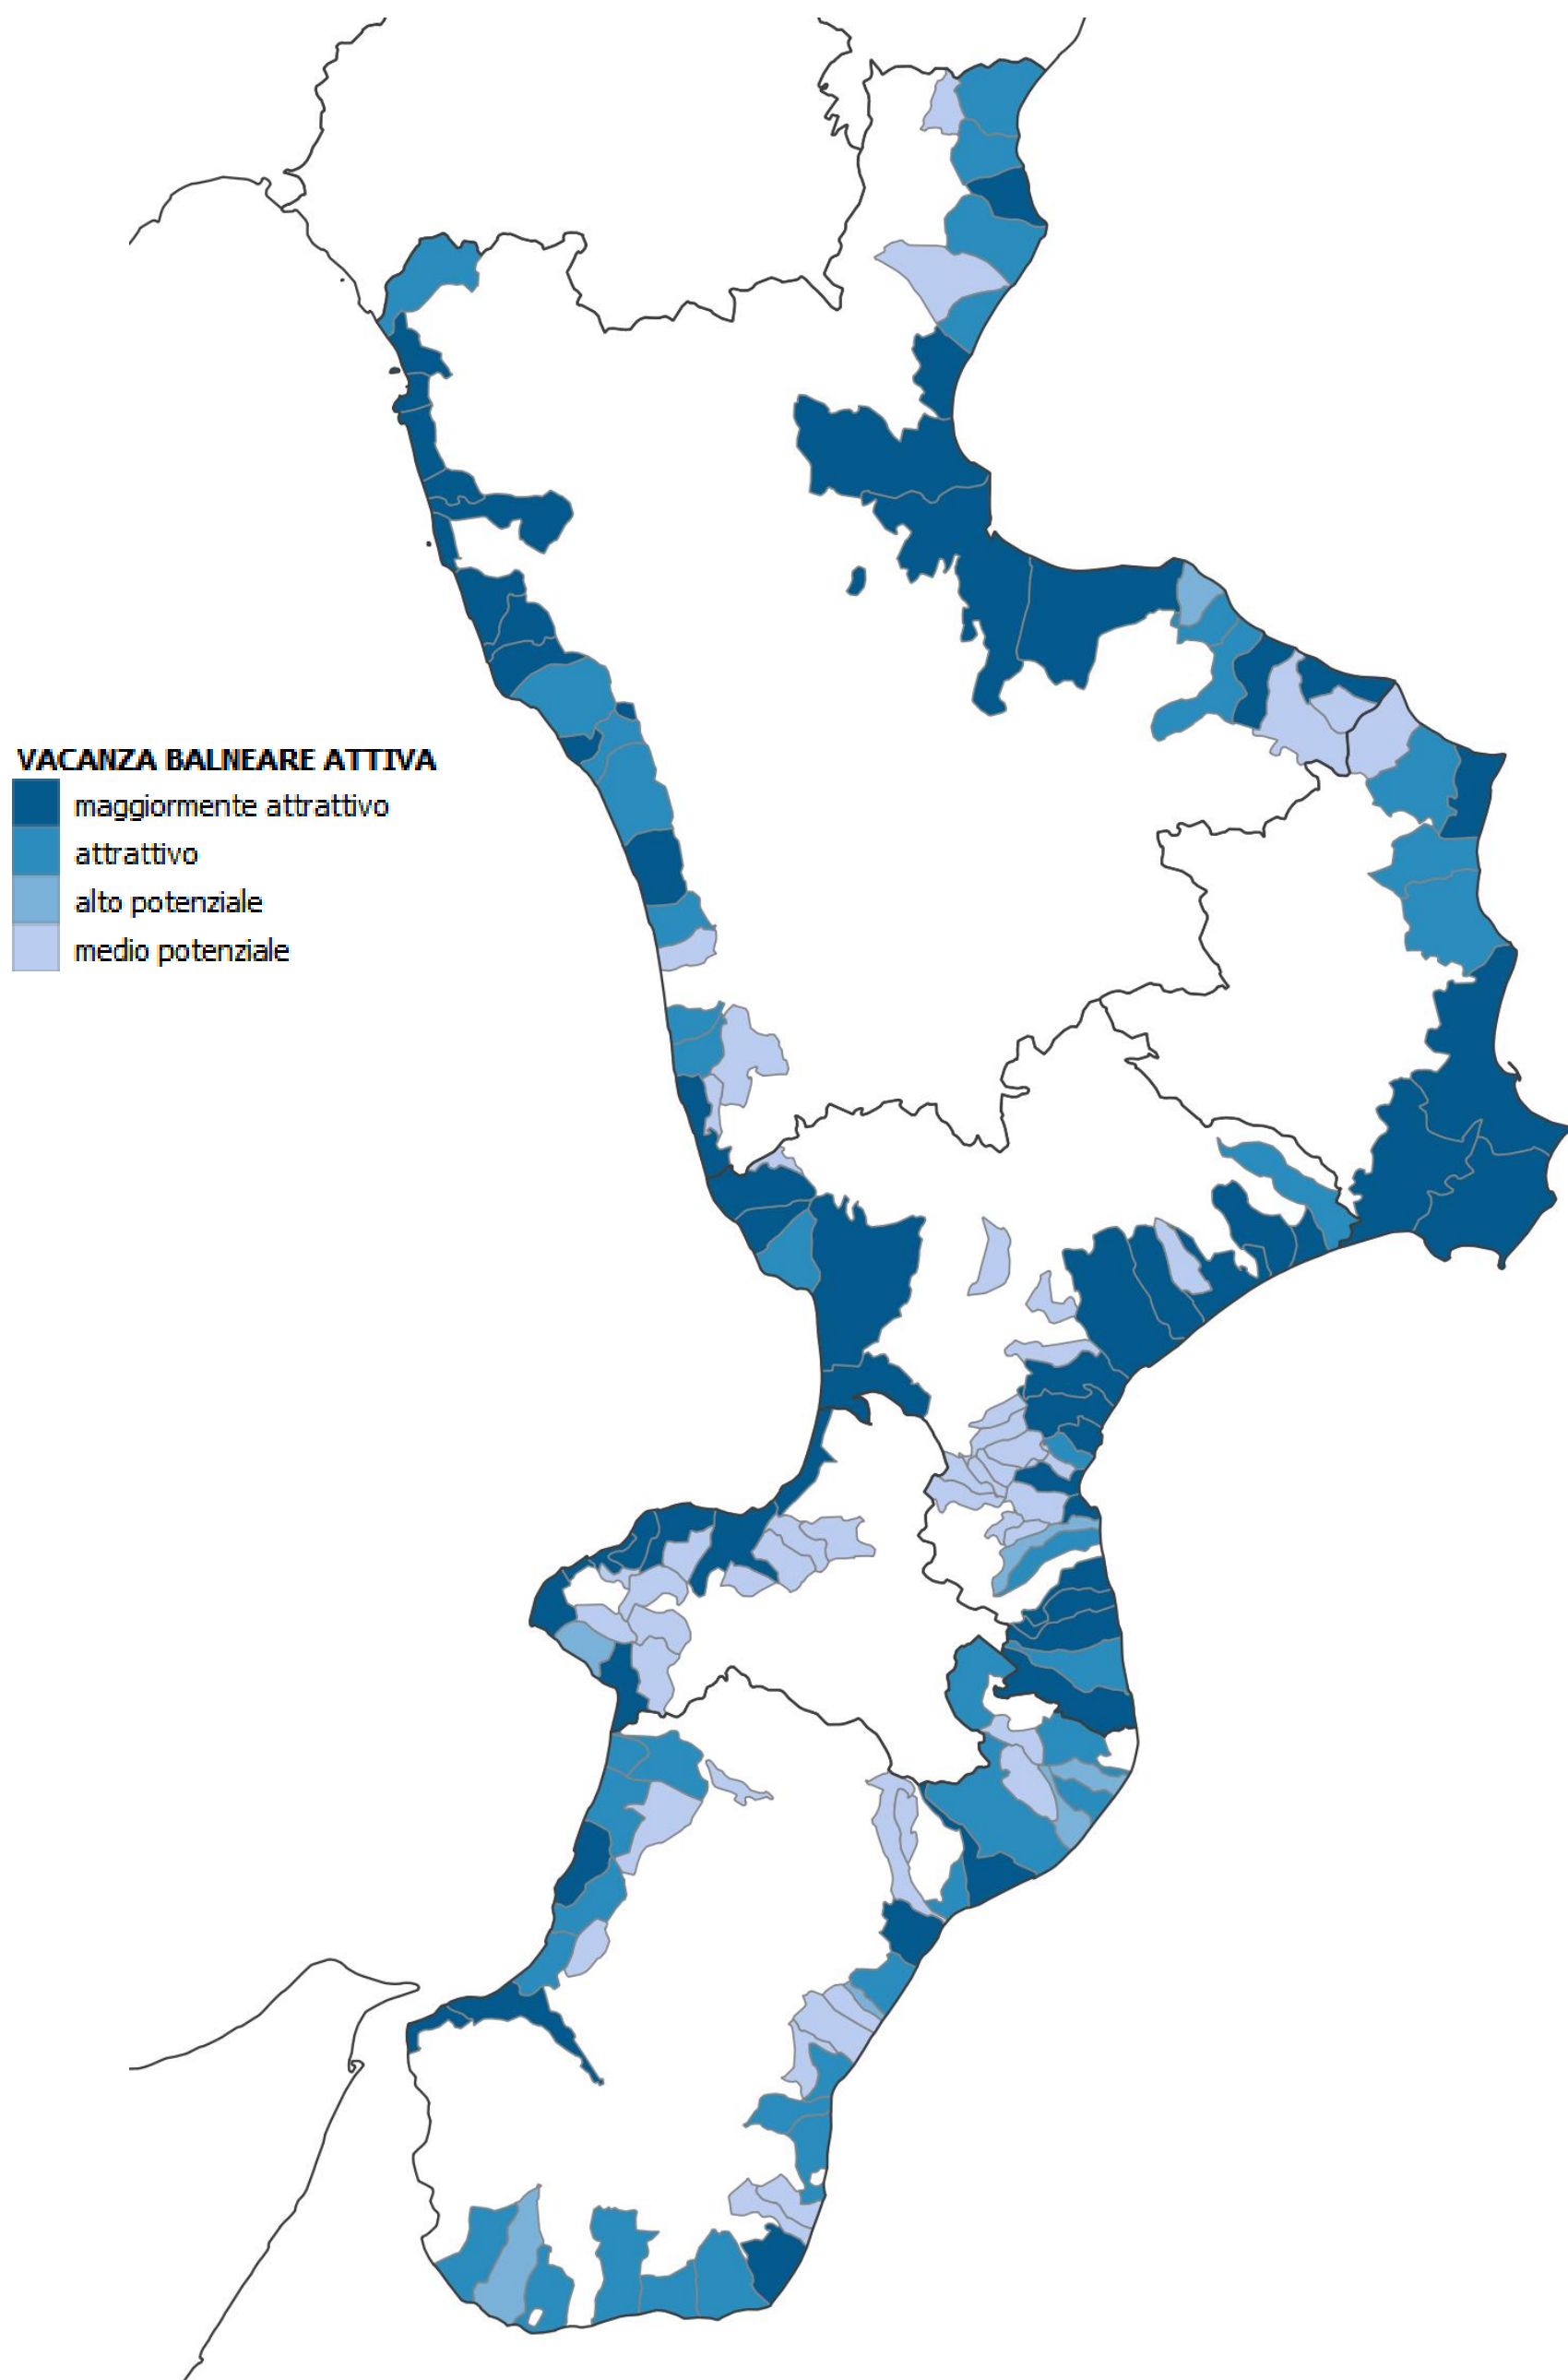 VACANZA BALNEARE ATTIVA
maggiormente attrattivo
attrattivo
alto potenziale
medio potenziale